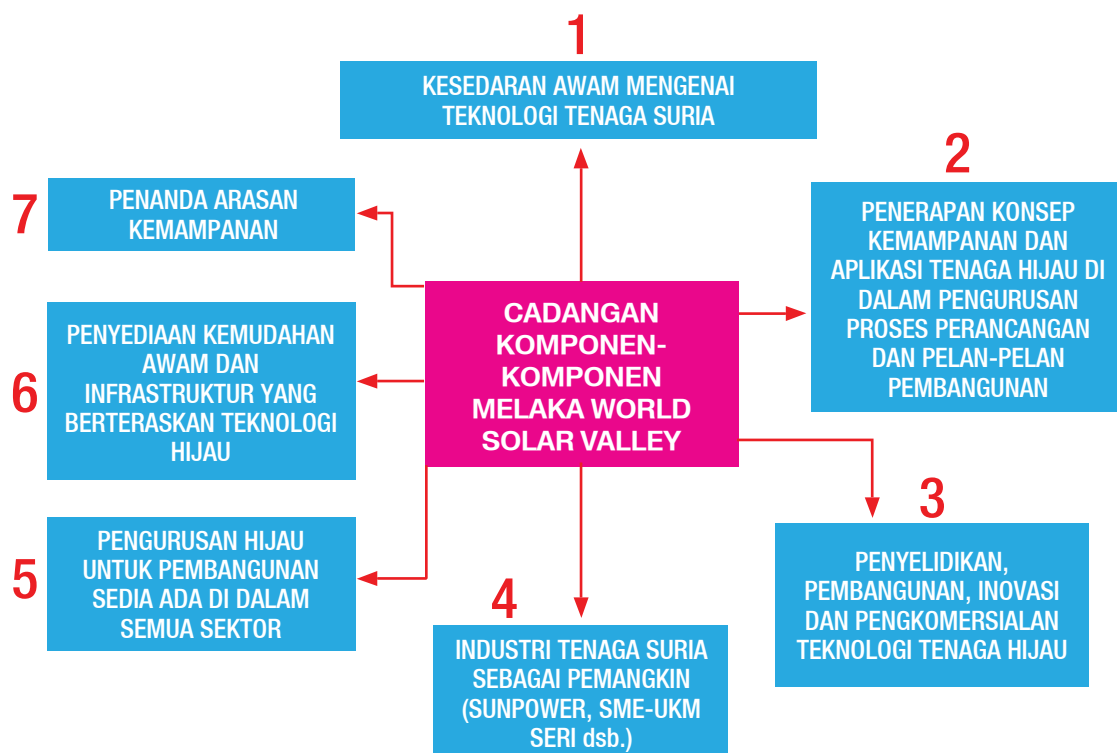 1
KESEDARAN AWAM MENGENAI
TEKNOLOGI TENAGA SURIA
2
PENERAPAN KONSEP
KEMAMPANAN DAN
APLIKASI TENAGA HIJAU DI
DALAM PENGURUSAN
PROSES PERANCANGAN
DAN PELAN-PELAN
PEMBANGUNAN
7
PENANDA ARASAN
KEMAMPANAN
CADANGAN
KOMPONEN-
KOMPONEN
MELAKA WORLD
SOLAR VALLEY
6
PENYEDIAAN KEMUDAHAN
AWAM DAN
INFRASTRUKTUR YANG
BERTERASKAN TEKNOLOGI
HIJAU
3
PENYELIDIKAN,
PEMBANGUNAN, INOVASI
DAN PENGKOMERSIALAN
TEKNOLOGI TENAGA HIJAU
5
PENGURUSAN HIJAU
UNTUK PEMBANGUNAN
SEDIA ADA DI DALAM
SEMUA SEKTOR
4
INDUSTRI TENAGA SURIA
SEBAGAI PEMANGKIN
(SUNPOWER, SME-UKM
SERI dsb.)